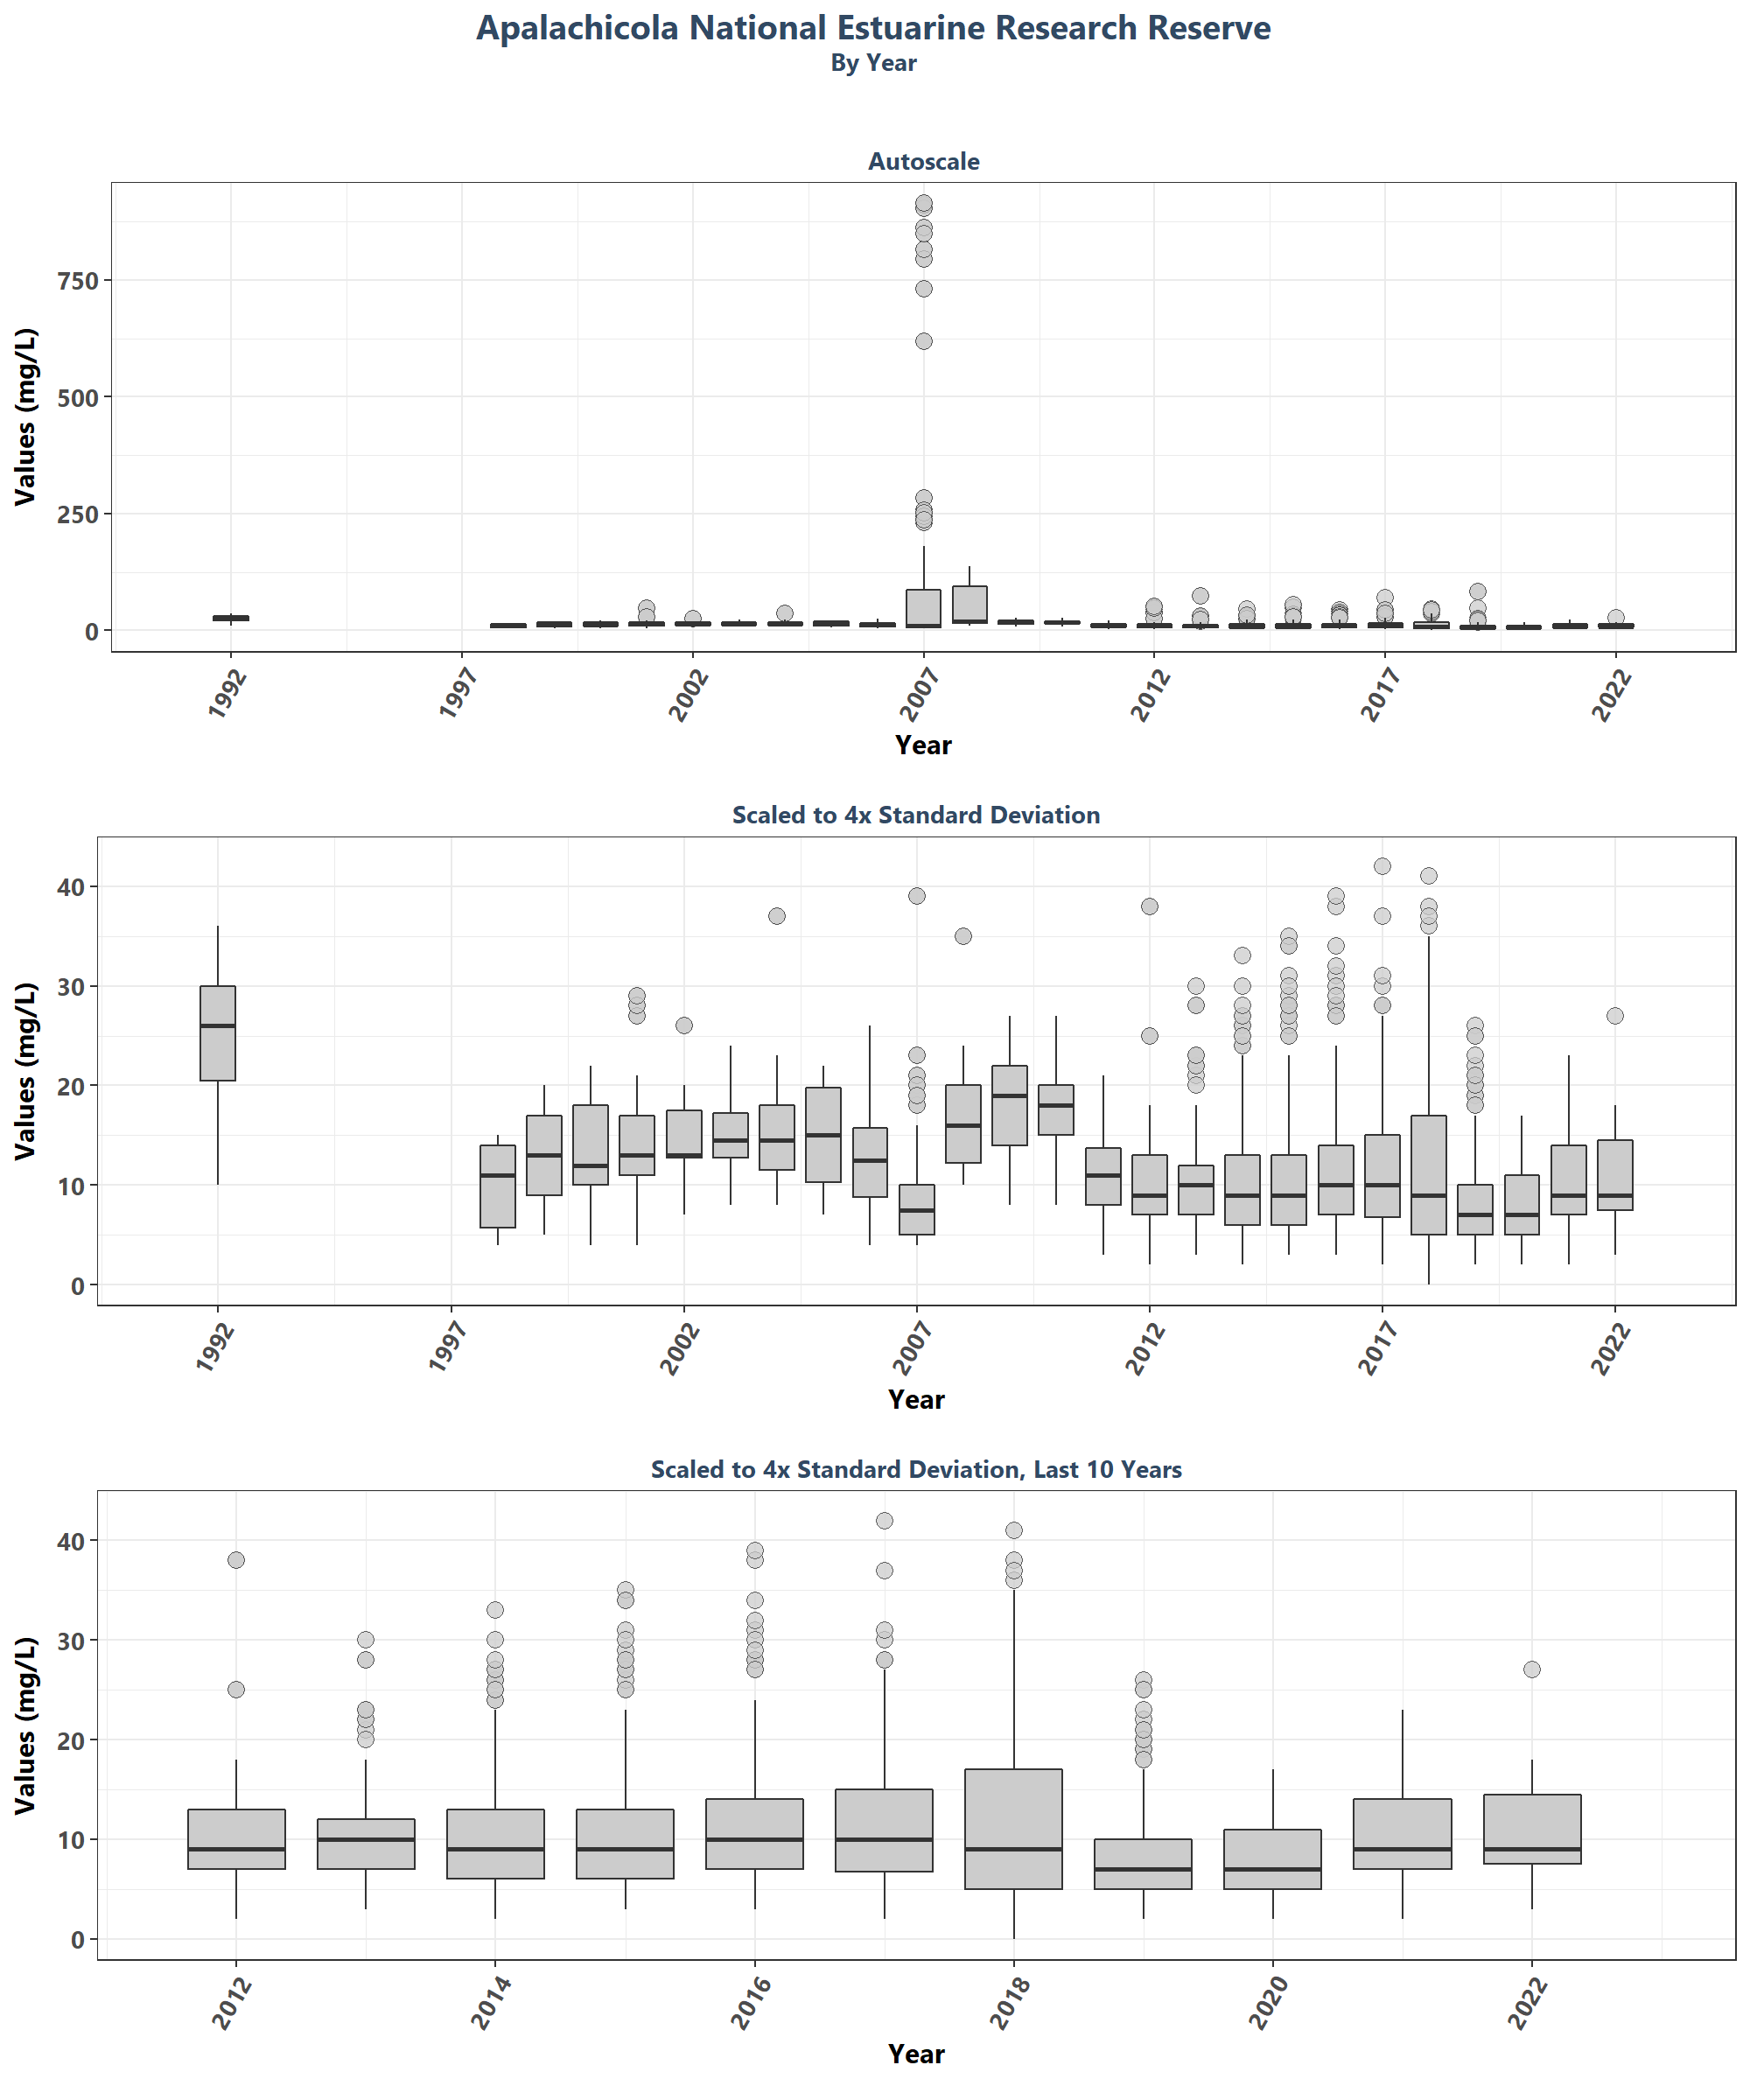 Apalachicola National Estuarine Research Reserve
By Year
Autoscale
Values (mg/L)
750
500
250
0
1992 1997 2002 2007 2012 2017 2022
Year
Scaled to 4x Standard Deviation
Values (mg/L)
40
30
20
10
0
1992 1997 2002 2007 2012 2017 2022
Year
Scaled to 4x Standard Deviation, Last 10 Years
Values (mg/L)
40
30
20
10
0
2012 2014 2016 2018 2020 2022
Year